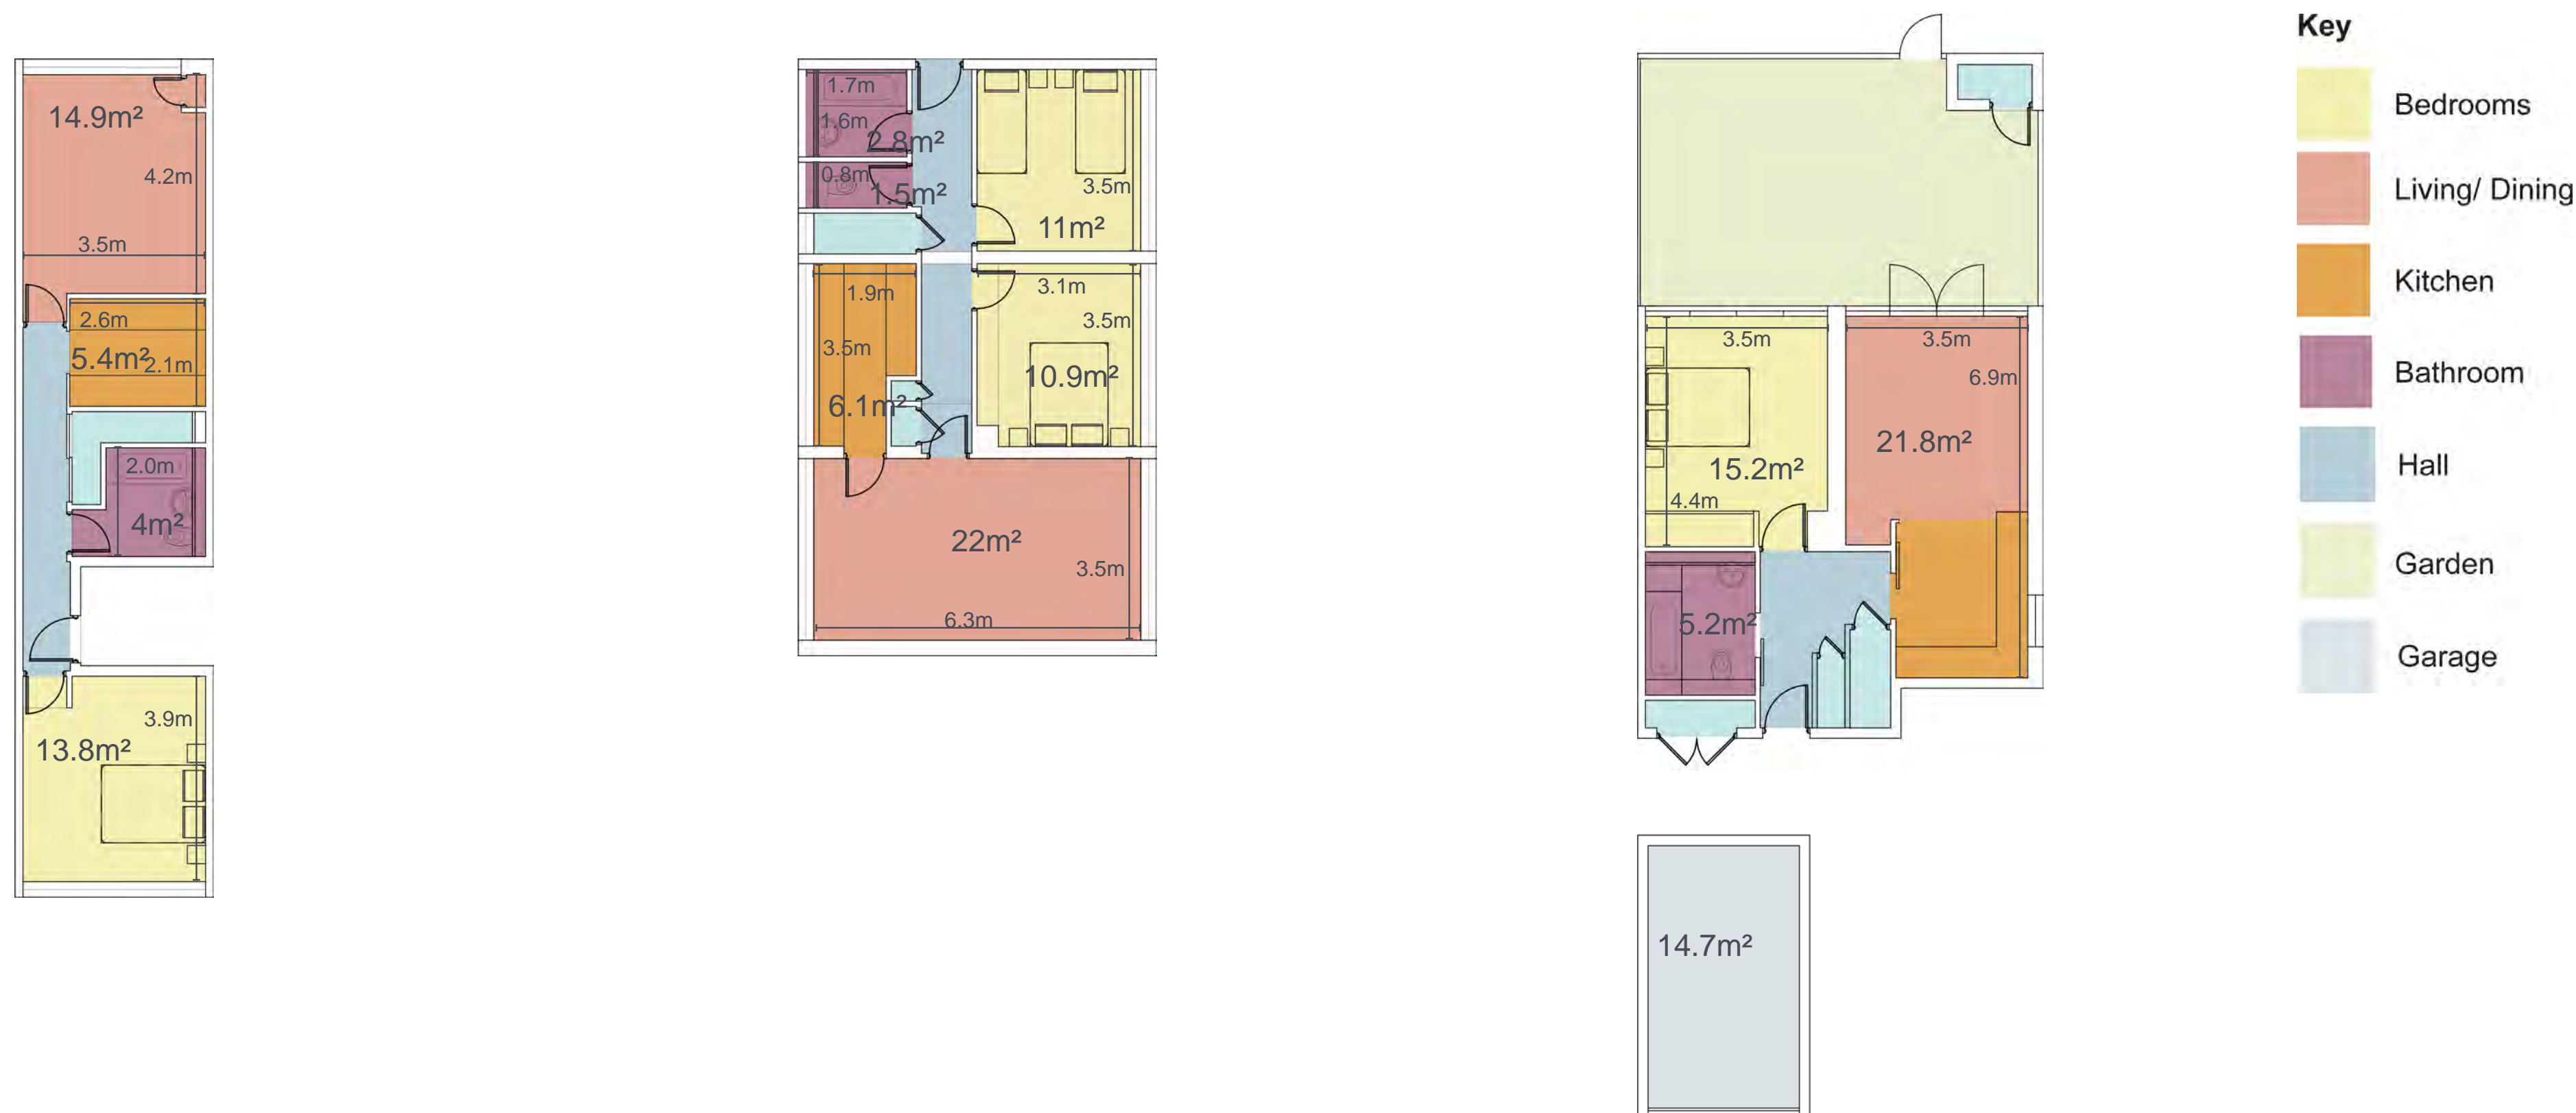 14.9m²
4.2m
3.5m
2.6m
5.4m²
2.1m
2.0m
4m²
3.9m
13.8m²
1.7m
1.6m
2.8m²
0.8m
1.5m²
3.5m
11m²
1.9m
3.1m
3.5m
3.5m
10.9m²
6.1m²
22m²
3.5m
6.3m
3.5m
3.5m
6.9m
21.8m²
15.2m²
4.4m
5.2m²
14.7m²
Key
Bedrooms
Living/ Dining
Kitchen
Bathroom
Hall
Garden
Garage